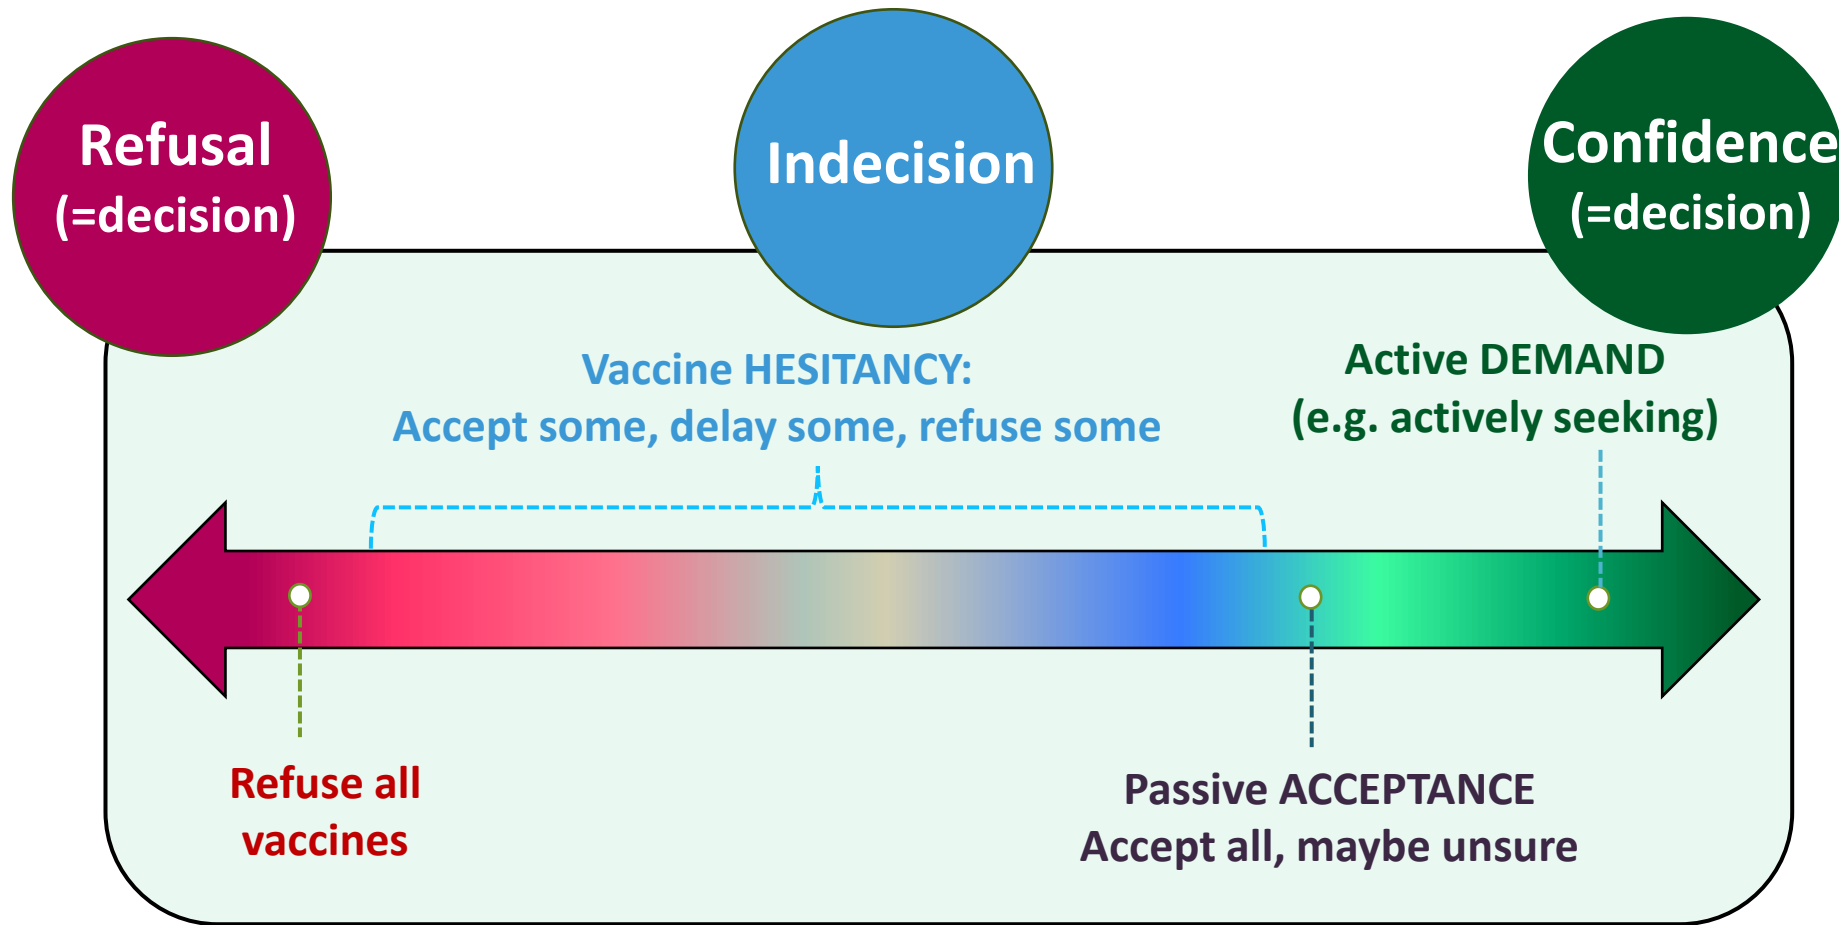 Refusal
(=decision)
Indecision
Confidence
(=decision)
Vaccine HESITANCY:
Accept some, delay some, refuse some
Active DEMAND
(e.g. actively seeking)
Refuse all
vaccines
Passive ACCEPTANCE
Accept all, maybe unsure